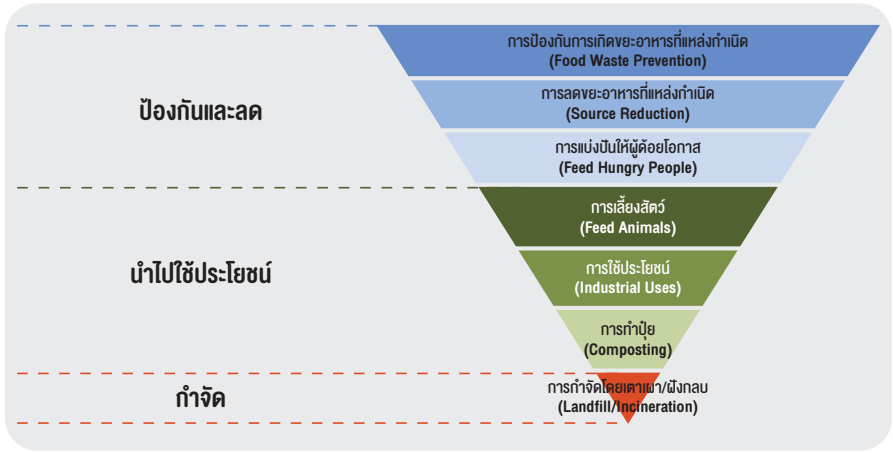 การป้องกันการเกิดขยะอาหารที่แหล่งกำเนิด
(Food Waste Prevention)
การลดขยะอาหารที่แหล่งกำเนิด
(Source Reduction)
ป้องกันและลด
การแบ่งปันให้ผู้ด้อยโอกาส
(Feed Hungry People)
การเลี้ยงสัตว์
(Feed Animals)
นำไปใช้ประโยชน์
การใช้ประโยชน์
(Industrial Uses)
การทำปุ๋ย
(Composting)
กำจัด
การกำจัดโดยเตาเผา/ฝังกลบ
(Landfill/Incineration)